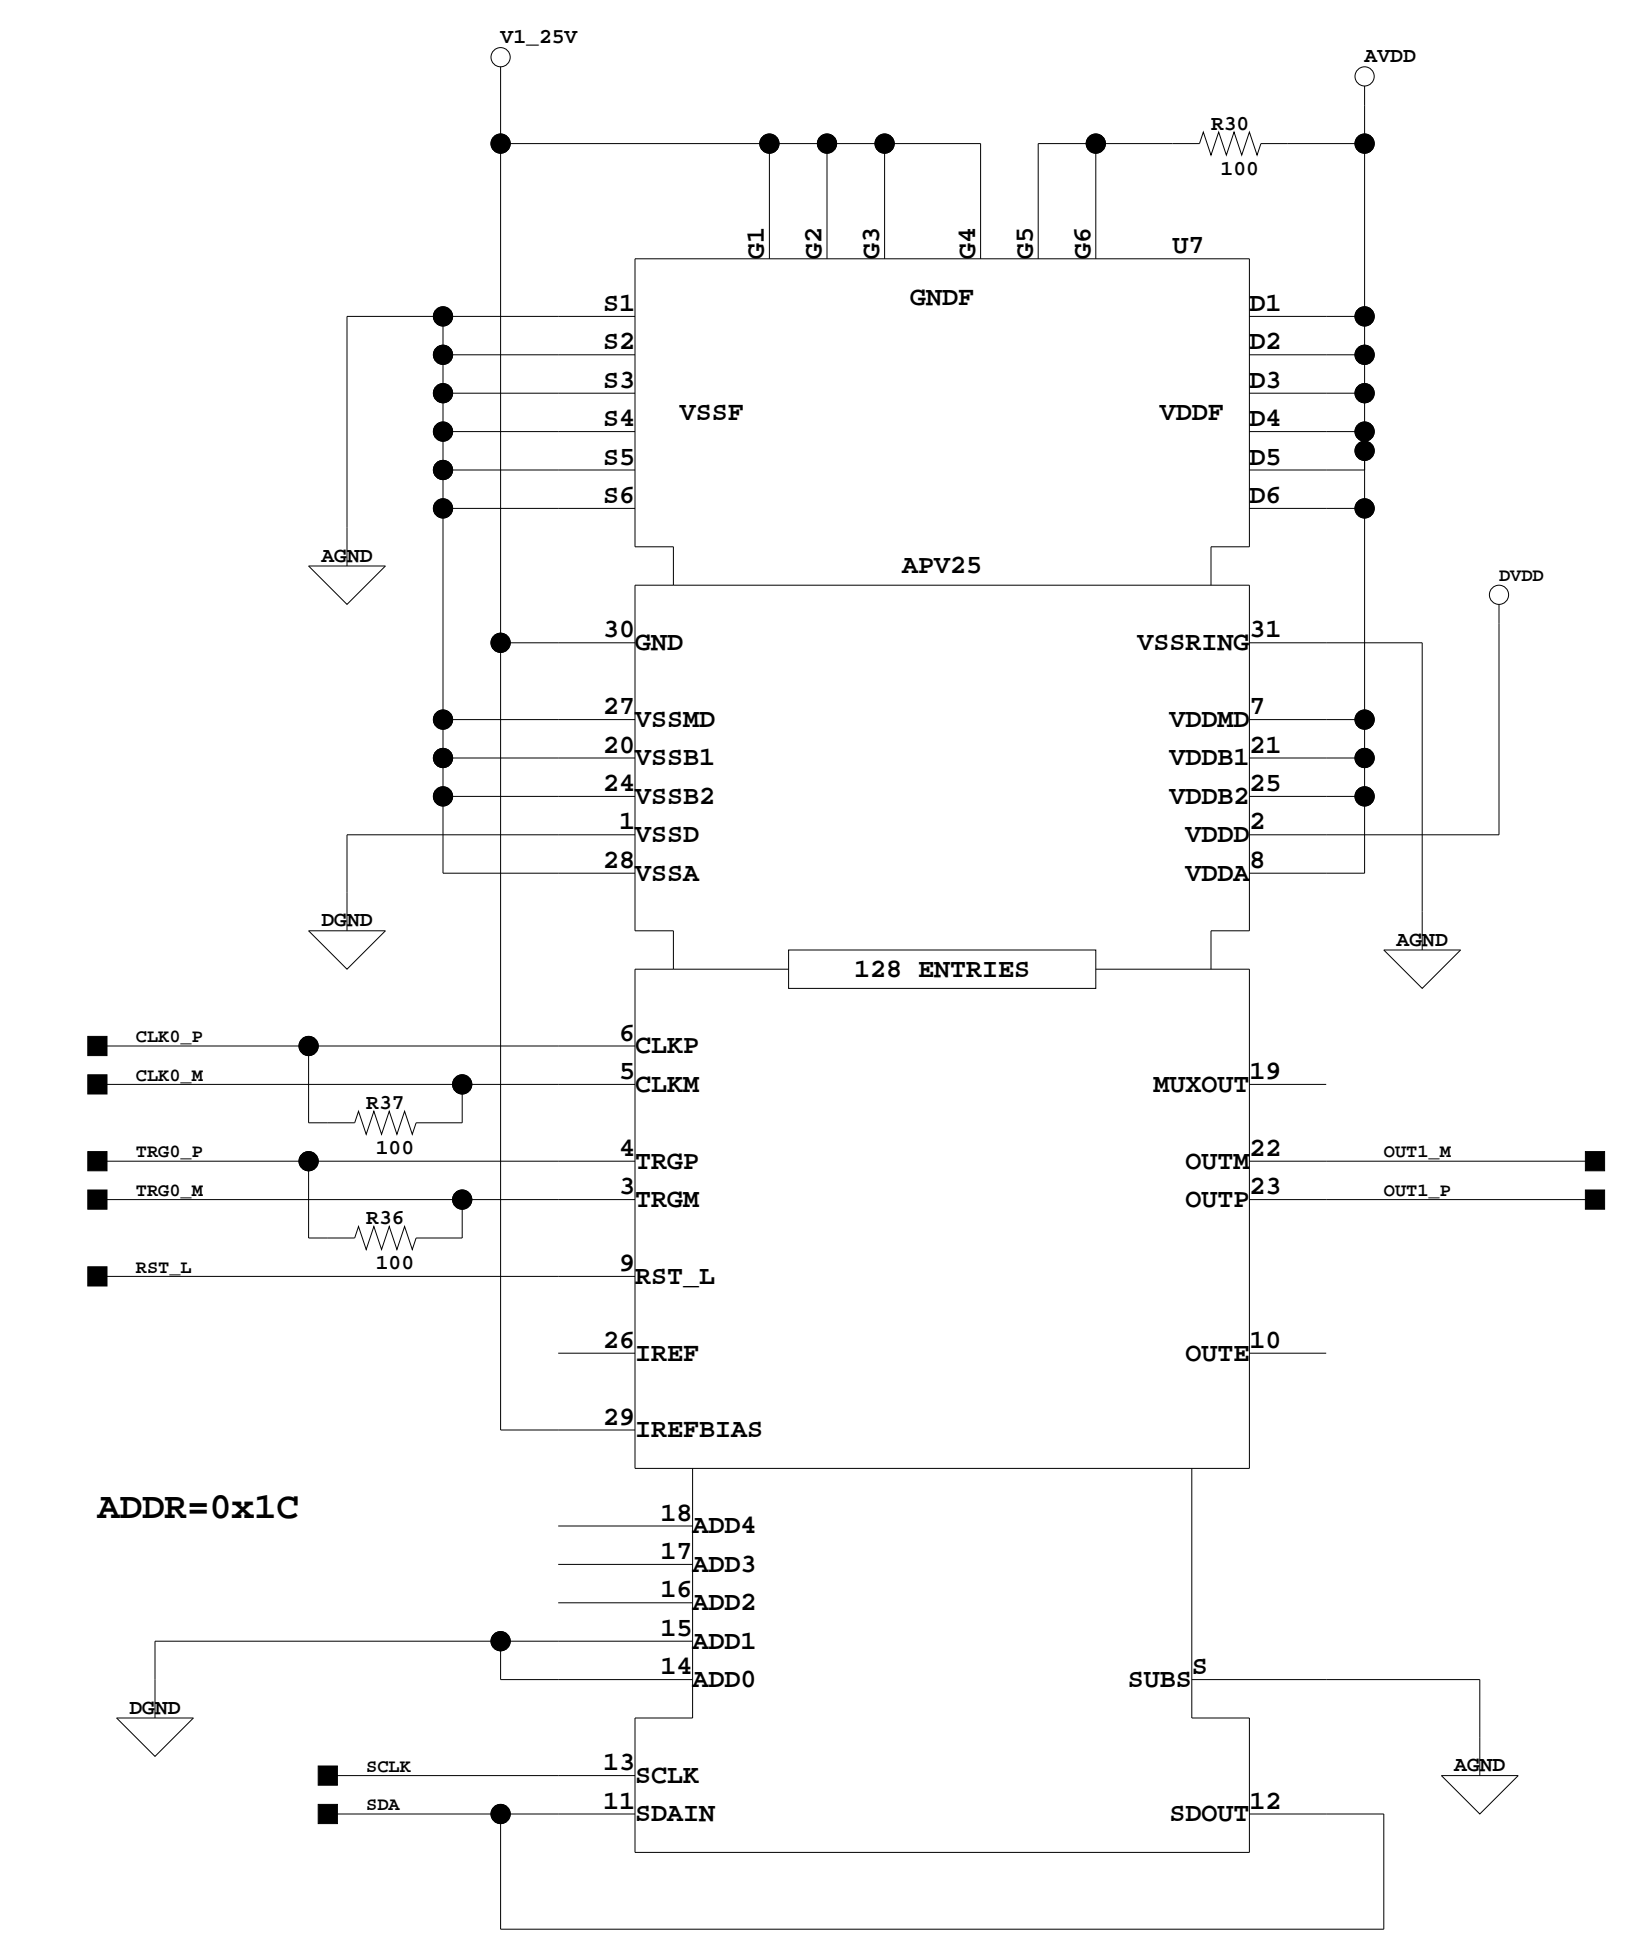 V1_25V
AVDD
R30
100
G1 G2 G3 G4 G5 G6
U7
GNDF
S1 D1
S2 D2
S3 D3
VSSF VDDF
S4 D4
S5 D5
S6 D6
AGND
APV25
DVDD
30 GND VSSRING 31
27 VSSMD VDDMD 7
20 VSSB1 VDDB1 21
24 VSSB2 VDDB2 25
1 VSSD VDDD 2
28 VSSA VDDA 8
DGND
AGND
128 ENTRIES
CLK0_P 6 CLKP
CLK0_M 5 CLKM MUXOUT 19
R37
100
TRG0_P 4 TRGP OUTM 22 OUT1_M
TRG0_M 3 TRGM OUTP 23 OUT1_P
R36
100
RST_L 9 RST_L
26 IREF OUTE 10
29 IREFBIAS
ADDR=0x1C
18 ADD4
17 ADD3
16 ADD2
15 ADD1
14 ADD0 SUBS S
DGND
SCLK 13 SCLK
AGND
SDA 11 SDAIN SDOUT 12